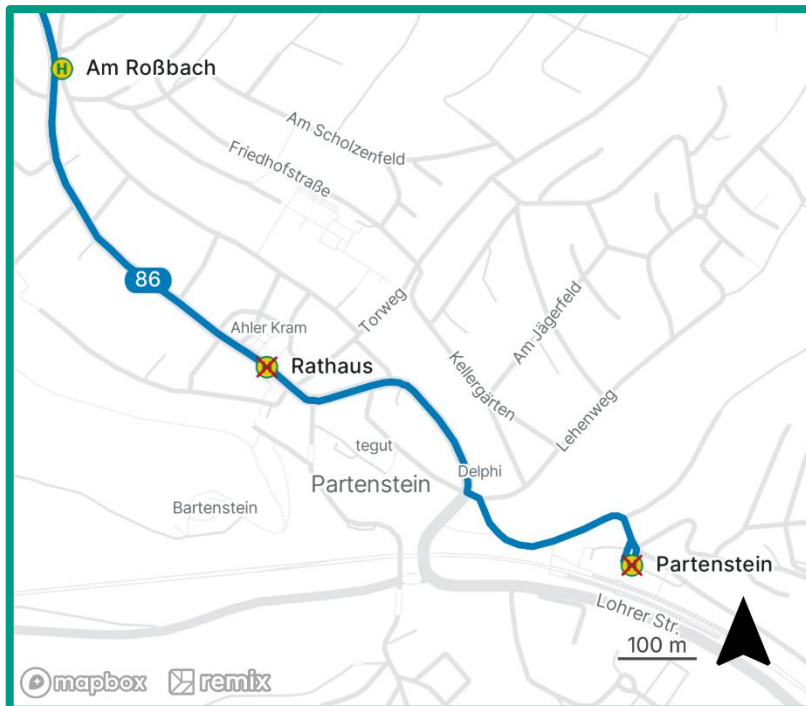 H
Am Roßbach
Am Scholzenfeld
Friedhofstraße
86
Torweg
Am Jägerfeld
Ahler Kram
Rathaus
Kellergärten
Lehenweg
tegut
Delphi
Partenstein
Bartenstein
Partenstein
Lohrer Str.
100 m
mapbox
remix